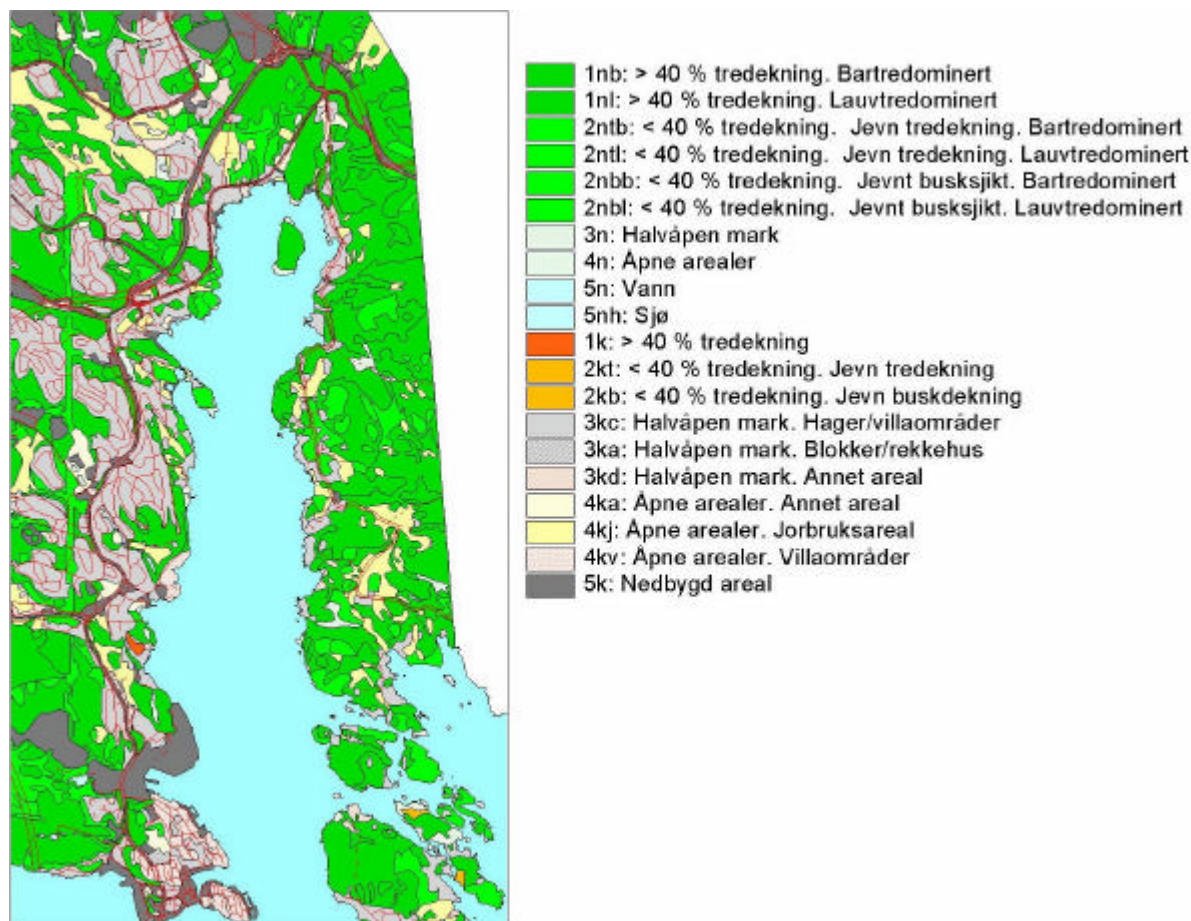 1nb: > 40 % tredekning. Bartredominert
1nl: > 40 % tredekning. Lauvtredominert
2ntb: < 40 % tredekning. Jevn tredekning. Bartredominert
2ntl: < 40 % tredekning. Jevn tredekning. Lauvtredominert
2nbb: < 40 % tredekning. Jevnt busksjikt. Bartredominert
2nbl: < 40 % tredekning. Jevnt busksjikt. Lauvtredominert
3n: Halvåpen mark
4n: Åpne arealer
5n: Vann
5nh: Sjø
1k: > 40 % tredekning
2kt: < 40 % tredekning. Jevn tredekning
2kb: < 40 % tredekning. Jevn buskdekning
3kc: Halvåpen mark. Hager/villaområder
3ka: Halvåpen mark. Blokker/rekkehus
3kd: Halvåpen mark. Annet areal
4ka: Åpne arealer. Annet areal
4kj: Åpne arealer. Jorbruksareal
4kv: Åpne arealer. Villaområder
5k: Nedbygd areal